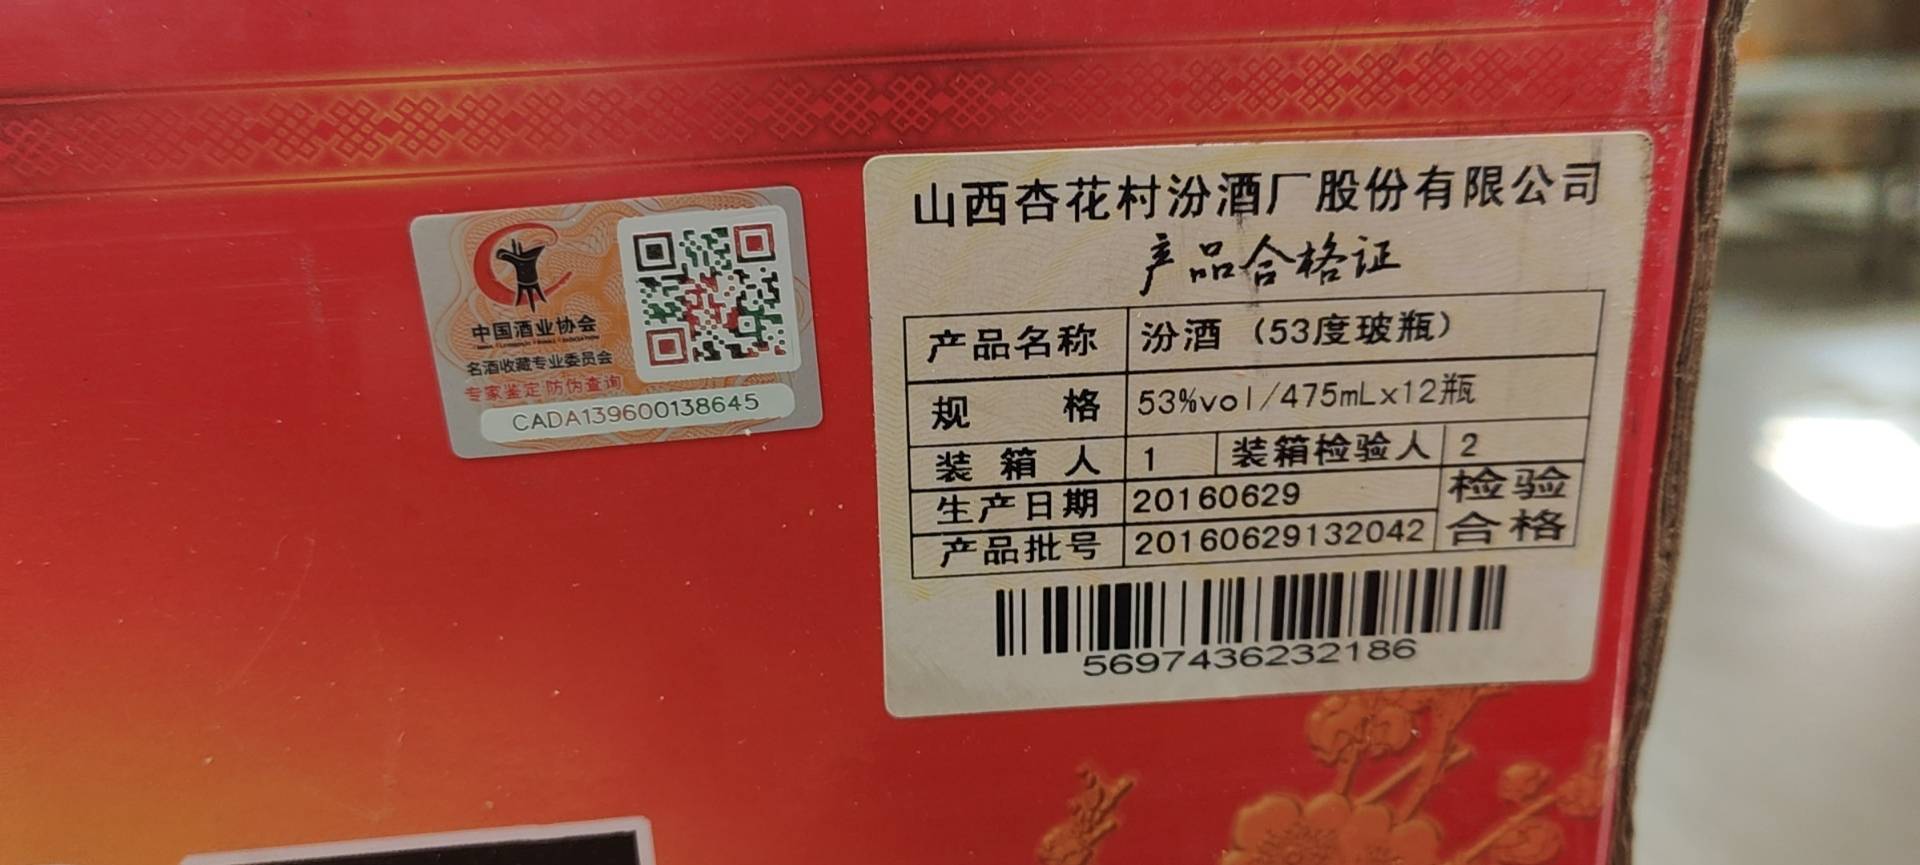 中国酒业协会
名酒收藏专业委员会
专家鉴定 防伪查询
CADA139600138645
山西杏花村汾酒厂股份有限公司
产品合格证
产品名称 汾酒（53度玻瓶）
规 格 53%vol/475mLx12瓶
装箱人 1 装箱检验人 2
生产日期 20160629 检验
产品批号 20160629132042 合格
5697436232186